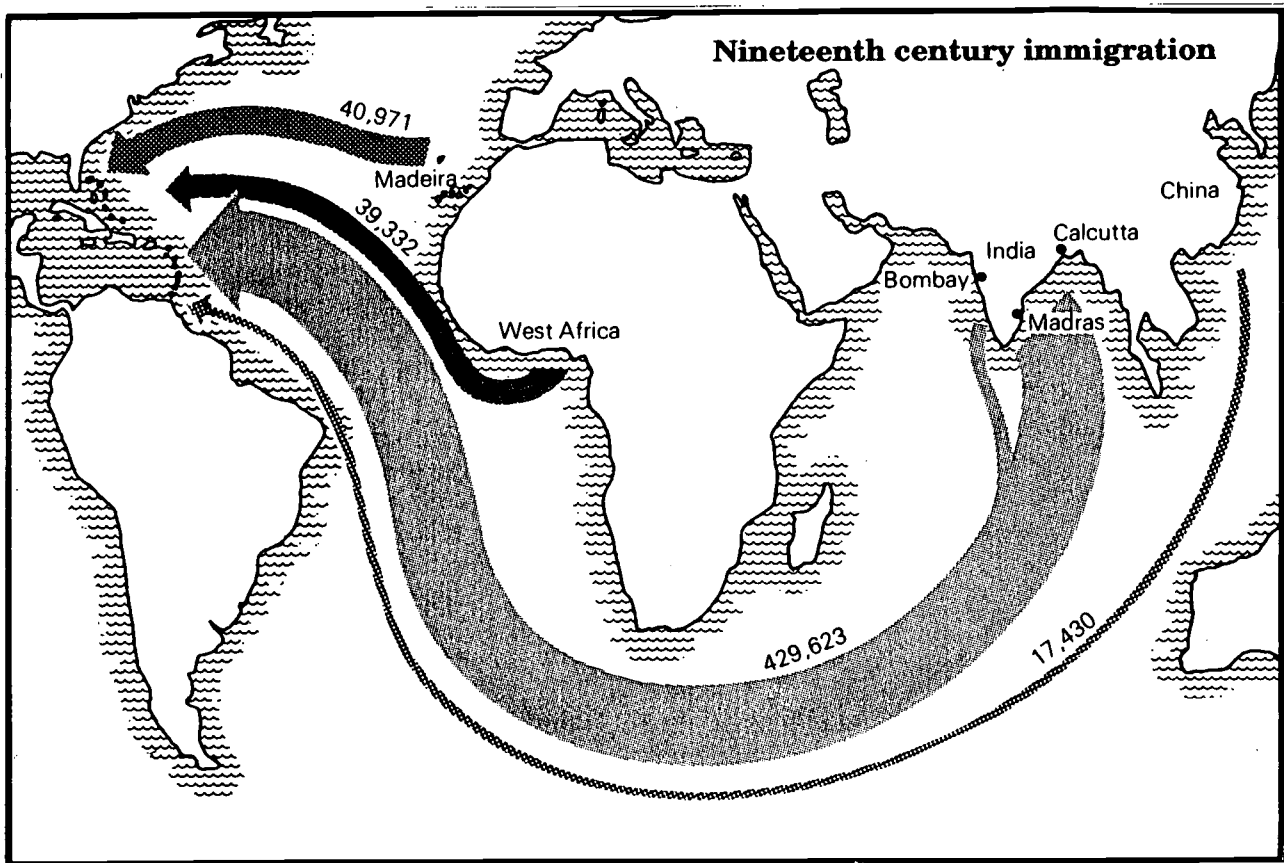 Nineteenth century immigration
40,971
Madeira
39,332
China
Calcutta
India
Bombay
Madras
West Africa
429,623
17,430